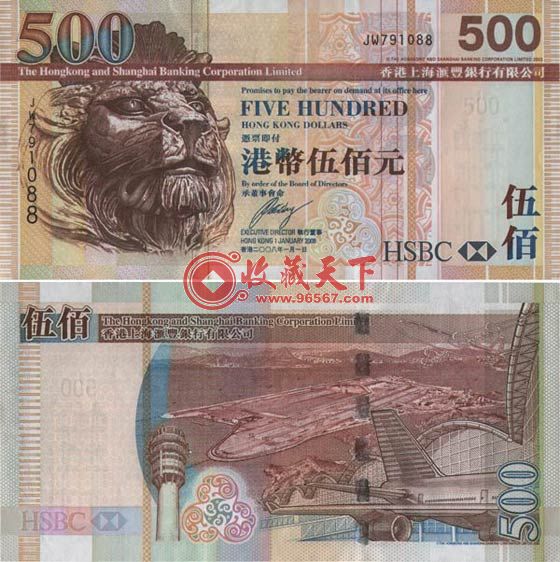 500
JW791088
500
© THE HONGKONG AND SHANGHAI BANKING CORPORATION LIMITED 2002
The Hongkong and Shanghai Banking Corporation Limited
香港上海滙豐銀行有限公司
Promises to pay the bearer on demand at its office here
FIVE HUNDRED
HONG KONG DOLLARS
憑票即付
港幣伍佰元
By order of the Board of Directors
承董事會命
EXECUTIVE DIRECTOR 執行董事
HONG KONG 1 JANUARY 2008
香港二〇〇八年一月一日
JW791088
伍佰
HSBC
收藏天下
www.96567.com
伍佰
The Hongkong and Shanghai Banking Corporation Limited
香港上海滙豐銀行有限公司
500
HSBC
500